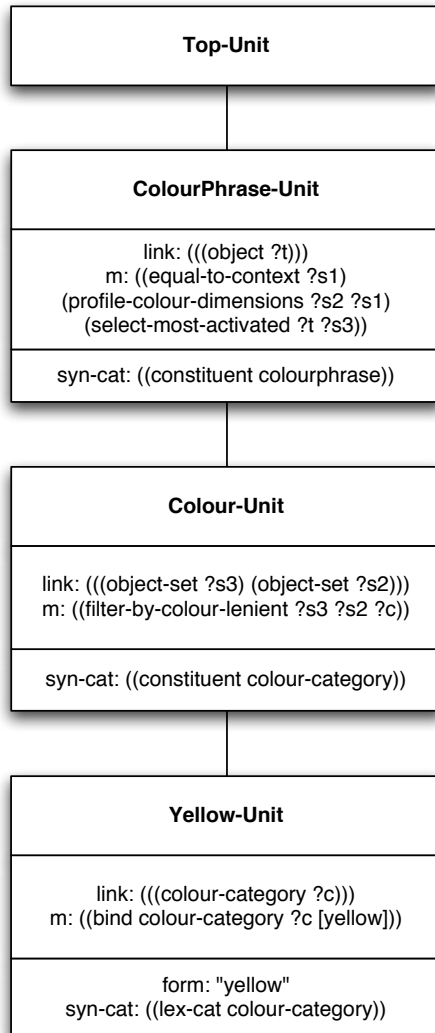 Top-Unit
ColourPhrase-Unit
link: (((object ?t)))
m: ((equal-to-context ?s1)
(profile-colour-dimensions ?s2 ?s1)
(select-most-activated ?t ?s3))
syn-cat: ((constituent colourphrase))
Colour-Unit
link: (((object-set ?s3) (object-set ?s2)))
m: ((filter-by-colour-lenient ?s3 ?s2 ?c))
syn-cat: ((constituent colour-category))
Yellow-Unit
link: (((colour-category ?c)))
m: ((bind colour-category ?c [yellow]))
form: "yellow"
syn-cat: ((lex-cat colour-category))